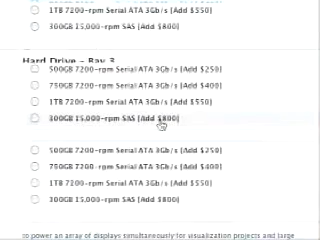 1TB 7200-rpm Serial ATA 3Gb/s [Add $550]
300GB 15,000-rpm SAS [Add $800]
Hard Drive – Bay 3
500GB 7200-rpm Serial ATA 3Gb/s [Add $250]
750GB 7200-rpm Serial ATA 3Gb/s [Add $400]
1TB 7200-rpm Serial ATA 3Gb/s [Add $550]
300GB 15,000-rpm SAS [Add $800]
500GB 7200-rpm Serial ATA 3Gb/s [Add $250]
750GB 7200-rpm Serial ATA 3Gb/s [Add $400]
1TB 7200-rpm Serial ATA 3Gb/s [Add $550]
300GB 15,000-rpm SAS [Add $800]
to power an array of displays simultaneously for visualization projects and large